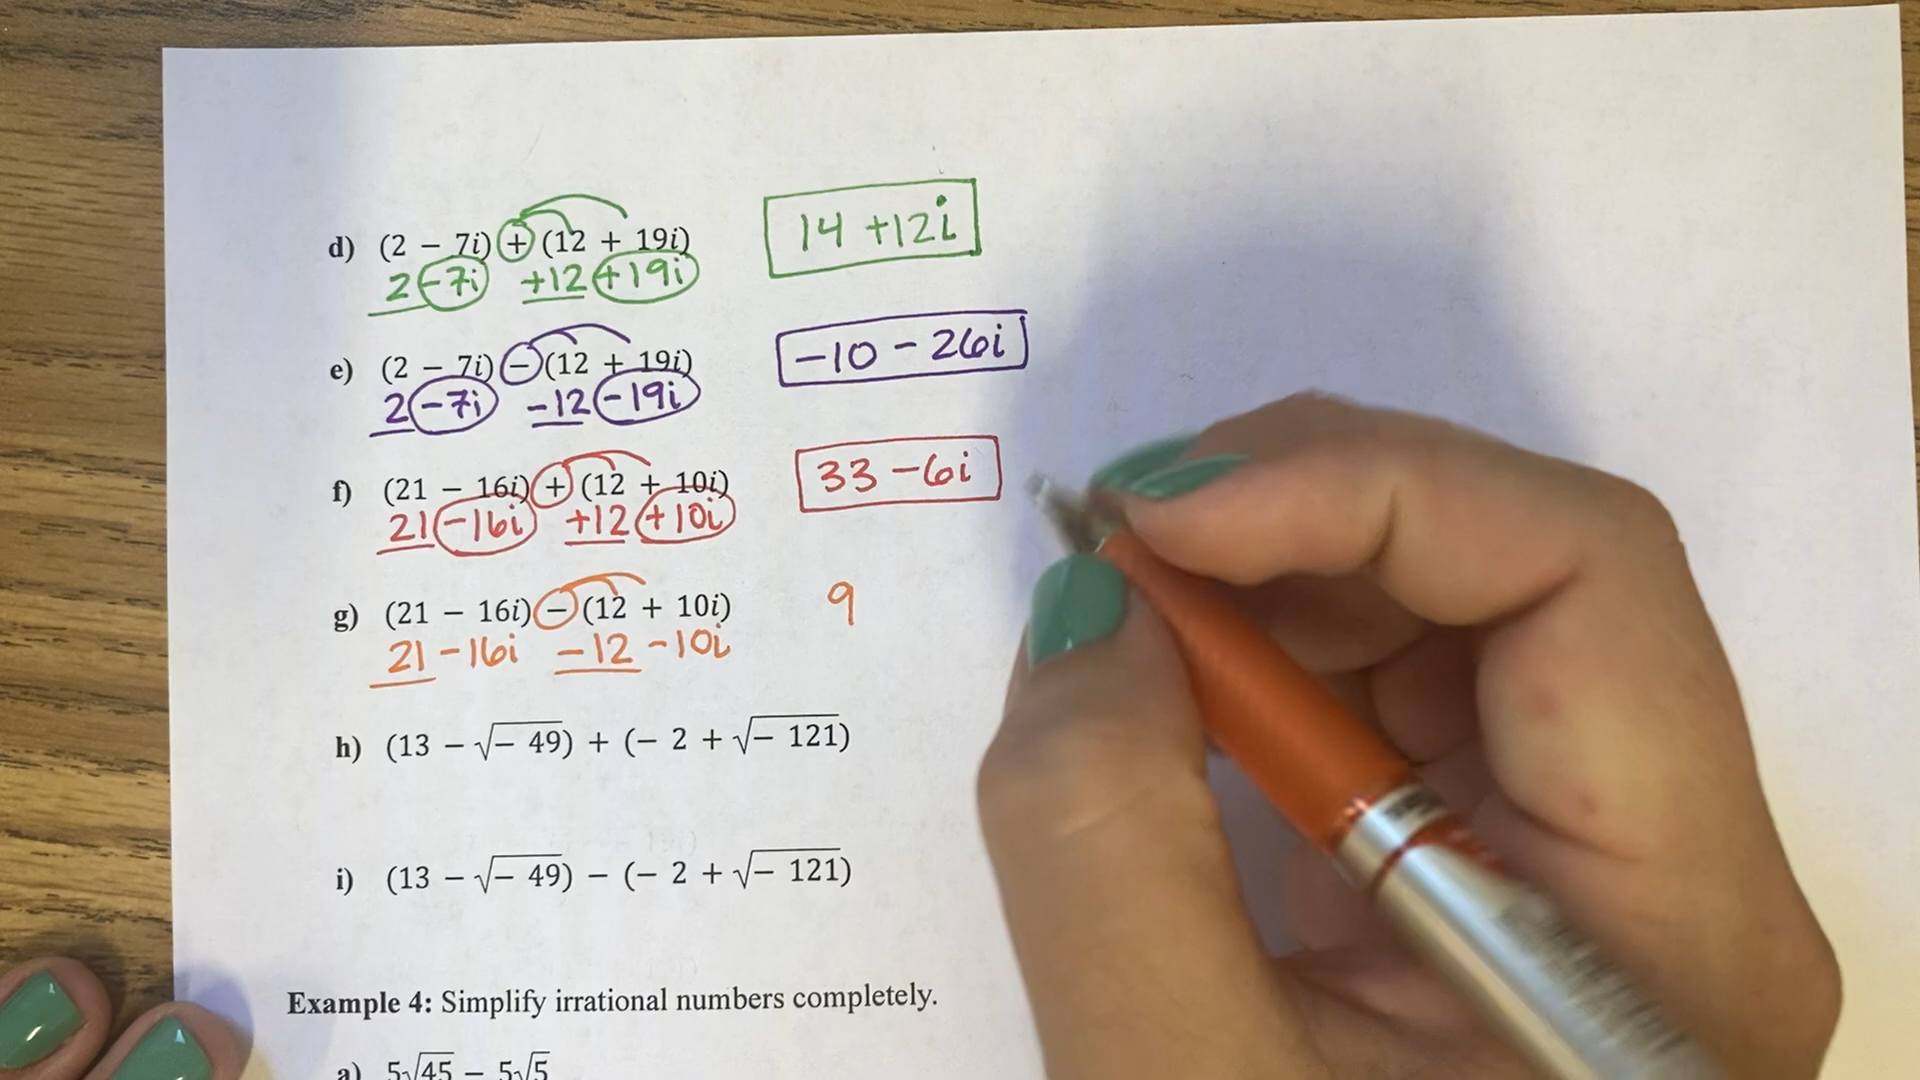 d) (2 − 7i) + (12 + 19i) 14 +12i
2 −7i +12 +19i
e) (2 − 7i) − (12 + 19i) −10 − 26i
2 −7i −12 −19i
f) (21 − 16i) + (12 + 10i) 33 −6i
21 −16i +12 +10i
g) (21 − 16i) − (12 + 10i) 9
21 −16i −12 −10i
h) (13 − √− 49) + (− 2 + √− 121)
i) (13 − √− 49) − (− 2 + √− 121)
Example 4: Simplify irrational numbers completely.
a) 5√45 − 5√5